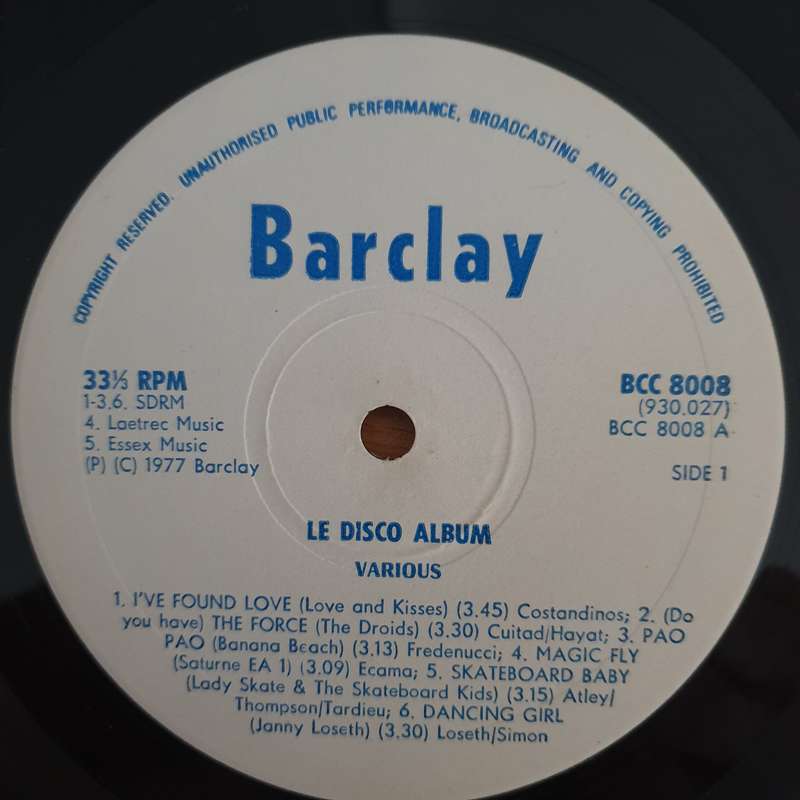 COPYRIGHT RESERVED. UNAUTHORISED PUBLIC PERFORMANCE, BROADCASTING AND COPYING PROHIBITED
Barclay
33⅓ RPM
1-3,6. SDRM
4. Laetrec Music
5. Essex Music
(P) (C) 1977 Barclay
BCC 8008
(930.027)
BCC 8008 A
SIDE 1
LE DISCO ALBUM
VARIOUS
1. I'VE FOUND LOVE (Love and Kisses) (3.45) Costandinos; 2. (Do
you have) THE FORCE (The Droids) (3.30) Cuitad/Hayat; 3. PAO
PAO (Banana Beach) (3.13) Fredenucci; 4. MAGIC FLY
(Saturne EA 1) (3.09) Ecama; 5. SKATEBOARD BABY
(Lady Skate & The Skateboard Kids) (3.15) Atley/
Thompson/Tardieu; 6. DANCING GIRL
(Janny Loseth) (3.30) Loseth/Simon